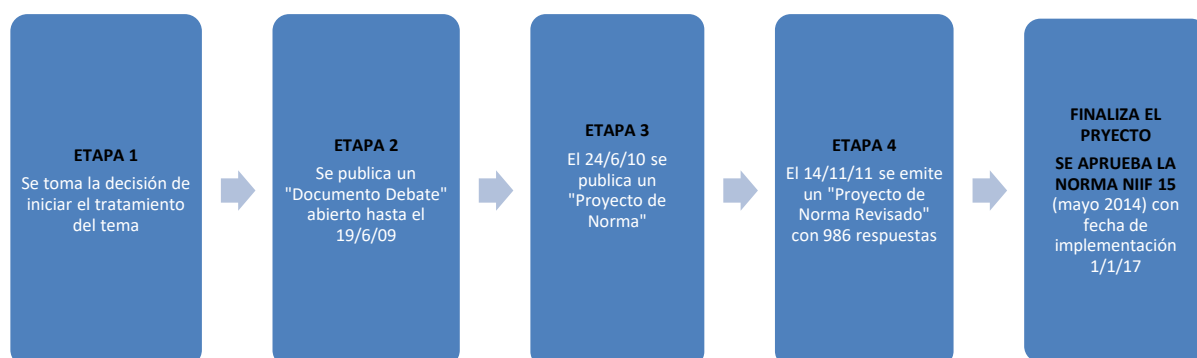 ETAPA 1
Se toma la decisión de
iniciar el tratamiento
del tema
ETAPA 2
Se publica un
"Documento Debate"
abierto hasta el
19/6/09
ETAPA 3
El 24/6/10 se
publica un
"Proyecto de
Norma"
ETAPA 4
El 14/11/11 se emite
un "Proyecto de
Norma Revisado"
con 986 respuestas
FINALIZA EL
PRYECTO
SE APRUEBA LA
NORMA NIIF 15
(mayo 2014) con
fecha de
implementación
1/1/17